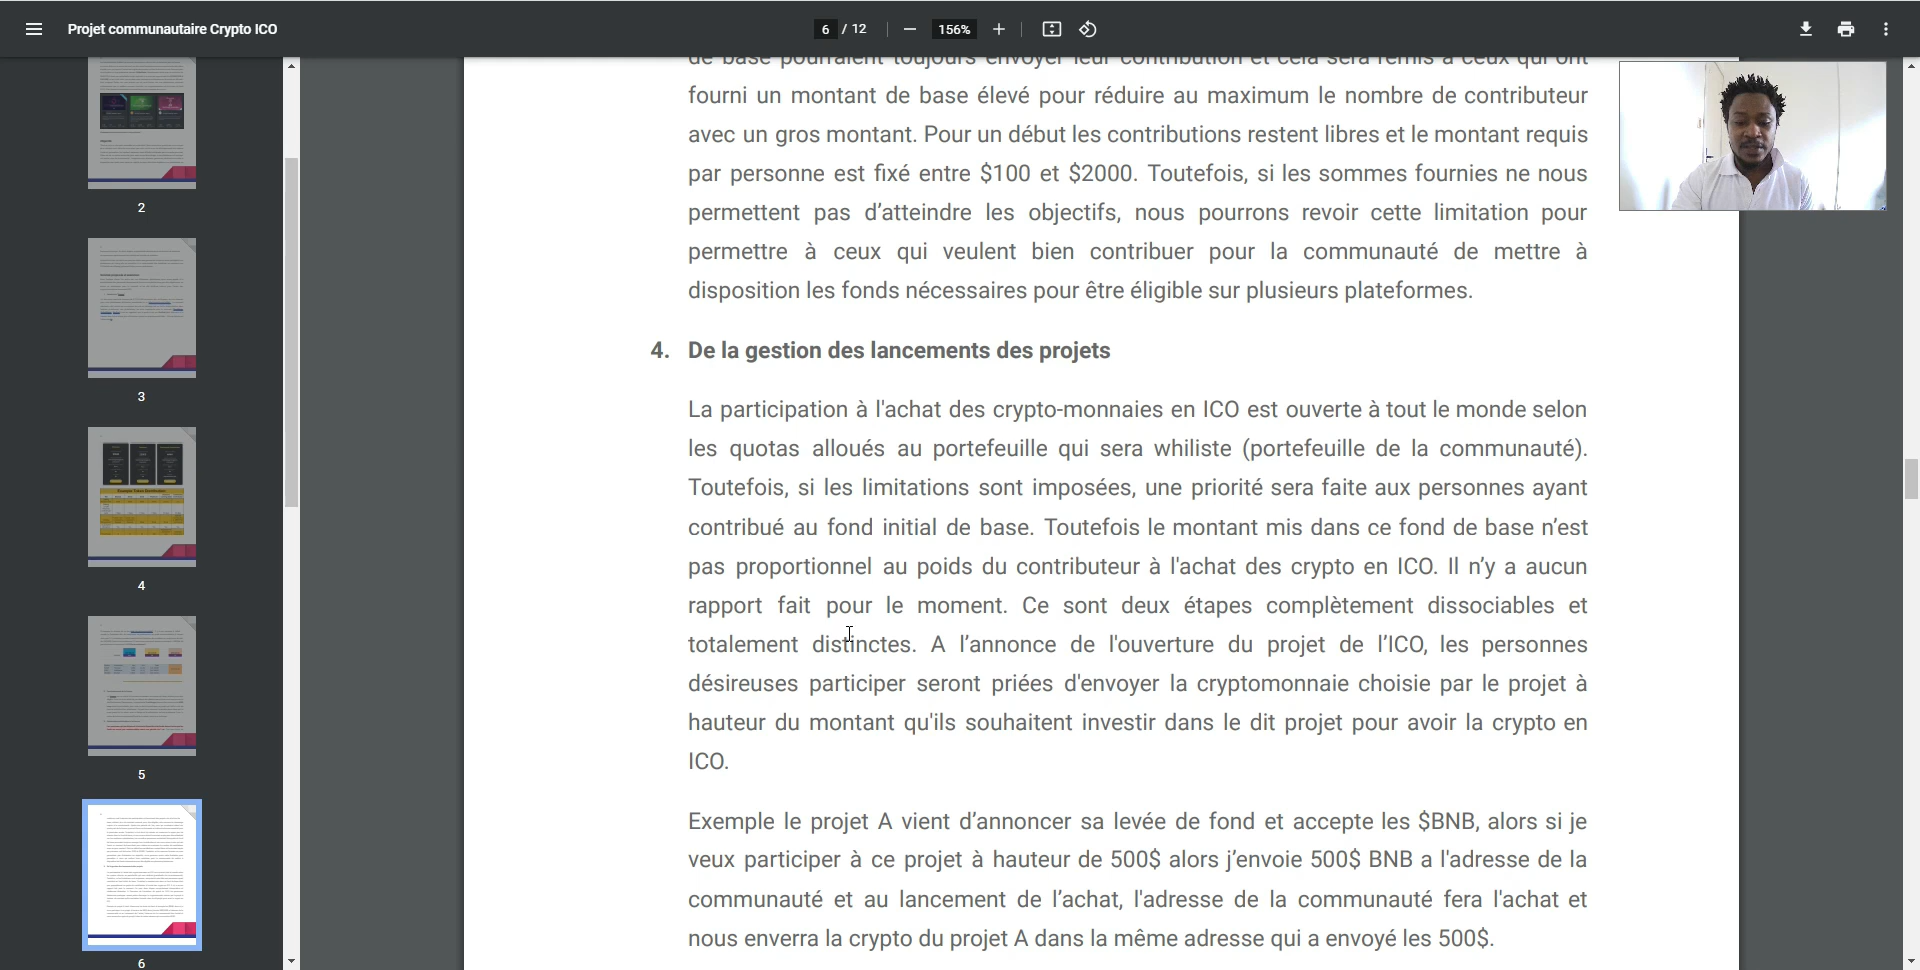 Projet communautaire Crypto ICO
6 / 12
156%
fourni un montant de base élevé pour réduire au maximum le nombre de contributeur
avec un gros montant. Pour un début les contributions restent libres et le montant requis
par personne est fixé entre $100 et $2000. Toutefois, si les sommes fournies ne nous
permettent pas d’atteindre les objectifs, nous pourrons revoir cette limitation pour
permettre à ceux qui veulent bien contribuer pour la communauté de mettre à
disposition les fonds nécessaires pour être éligible sur plusieurs plateformes.
4. De la gestion des lancements des projets
La participation à l'achat des crypto-monnaies en ICO est ouverte à tout le monde selon
les quotas alloués au portefeuille qui sera whiliste (portefeuille de la communauté).
Toutefois, si les limitations sont imposées, une priorité sera faite aux personnes ayant
contribué au fond initial de base. Toutefois le montant mis dans ce fond de base n’est
pas proportionnel au poids du contributeur à l'achat des crypto en ICO. Il n’y a aucun
rapport fait pour le moment. Ce sont deux étapes complètement dissociables et
totalement distinctes. A l’annonce de l'ouverture du projet de l’ICO, les personnes
désireuses participer seront priées d'envoyer la cryptomonnaie choisie par le projet à
hauteur du montant qu'ils souhaitent investir dans le dit projet pour avoir la crypto en
ICO.
Exemple le projet A vient d’annoncer sa levée de fond et accepte les $BNB, alors si je
veux participer à ce projet à hauteur de 500$ alors j’envoie 500$ BNB a l'adresse de la
communauté et au lancement de l’achat, l'adresse de la communauté fera l'achat et
nous enverra la crypto du projet A dans la même adresse qui a envoyé les 500$.
2
3
4
5
6